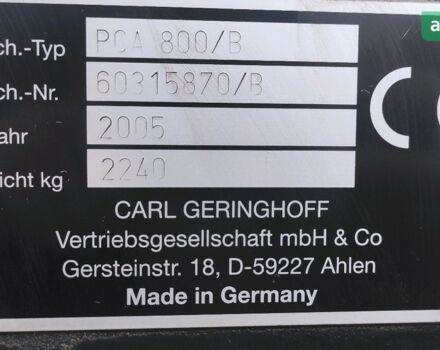 ch.-Typ PCA 800/B
ch.-Nr. 60315870/B
ahr 2005
icht kg 2240
CE
CARL GERINGHOFF
Vertriebsgesellschaft mbH & Co
Gersteinstr. 18, D-59227 Ahlen
Made in Germany
a